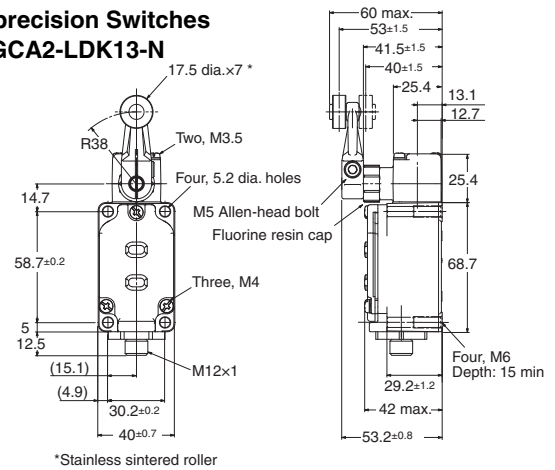 precision Switches
GCA2-LDK13-N
17.5 dia.×7 *
R38
Two, M3.5
Four, 5.2 dia. holes
14.7
58.7±0.2
Three, M4
5
12.5
M12×1
(15.1)
(4.9)
30.2±0.2
40±0.7
*Stainless sintered roller
60 max.
53±1.5
41.5±1.5
40±1.5
25.4
13.1
12.7
25.4
M5 Allen-head bolt
Fluorine resin cap
68.7
Four, M6
Depth: 15 min
29.2±1.2
42 max.
53.2±0.8